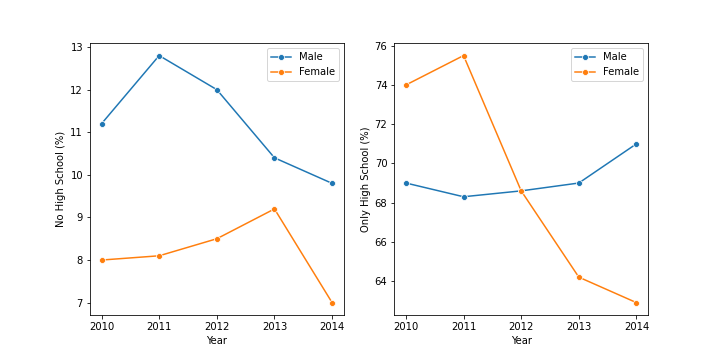 13
12
11
10
9
8
7
No High School (%)
2010 2011 2012 2013 2014
Year
Male
Female
76
74
72
70
68
66
64
Only High School (%)
2010 2011 2012 2013 2014
Year
Male
Female